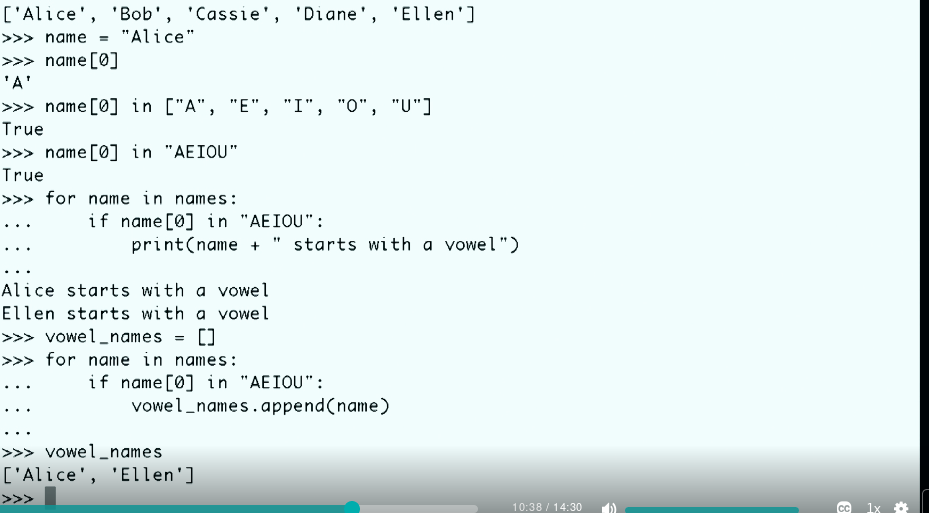 ['Alice', 'Bob', 'Cassie', 'Diane', 'Ellen']
>>> name = "Alice"
>>> name[0]
'A'
>>> name[0] in ["A", "E", "I", "O", "U"]
True
>>> name[0] in "AEIOU"
True
>>> for name in names:
...     if name[0] in "AEIOU":
...         print(name + " starts with a vowel")
...
Alice starts with a vowel
Ellen starts with a vowel
>>> vowel_names = []
>>> for name in names:
...     if name[0] in "AEIOU":
...         vowel_names.append(name)
...
>>> vowel_names
['Alice', 'Ellen']
>>>
10:38 / 14:30 CC 1x